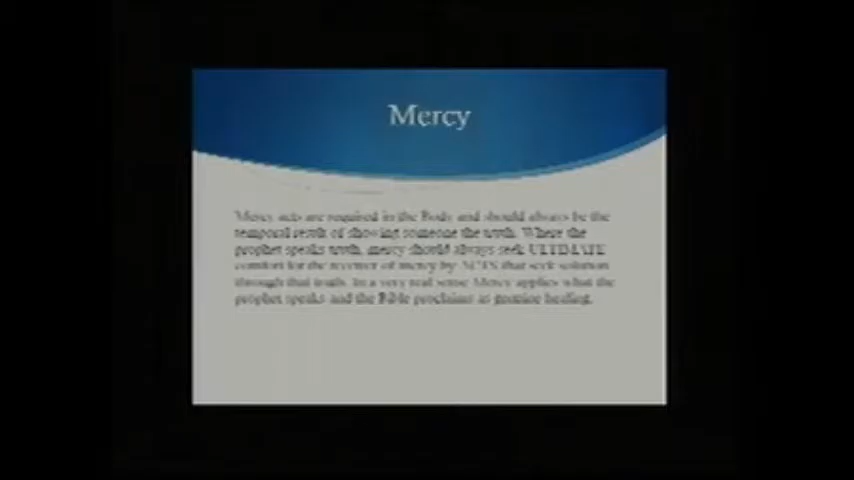 Mercy
Mercy acts are required in the Body and should always be the
temporal result of showing someone the truth. Where the
prophet speaks truth, mercy should always seek ULTIMATE
comfort for the receiver of mercy by ACTS that seek solution
through that truth. In a very real sense Mercy applies what the
prophet speaks and the Bible proclaims as genuine healing.